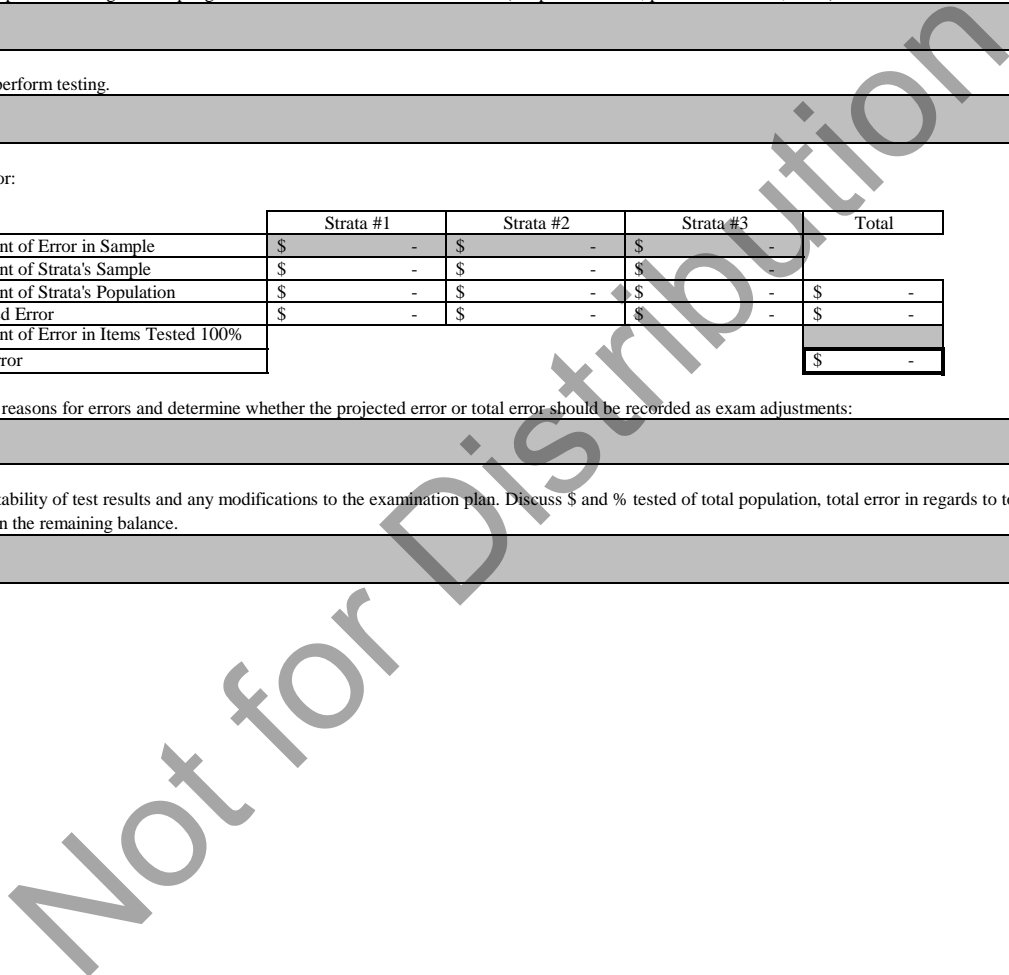 perform testing.
or:
Strata #1 Strata #2 Strata #3 Total
nt of Error in Sample $ - $ - $ -
nt of Strata's Sample $ - $ - $ -
nt of Strata's Population $ - $ - $ - $ -
d Error $ - $ - $ - $ -
nt of Error in Items Tested 100%
ror $ -
reasons for errors and determine whether the projected error or total error should be recorded as exam adjustments:
tability of test results and any modifications to the examination plan. Discuss $ and % tested of total population, total error in regards to to
n the remaining balance.
Not for Distribution